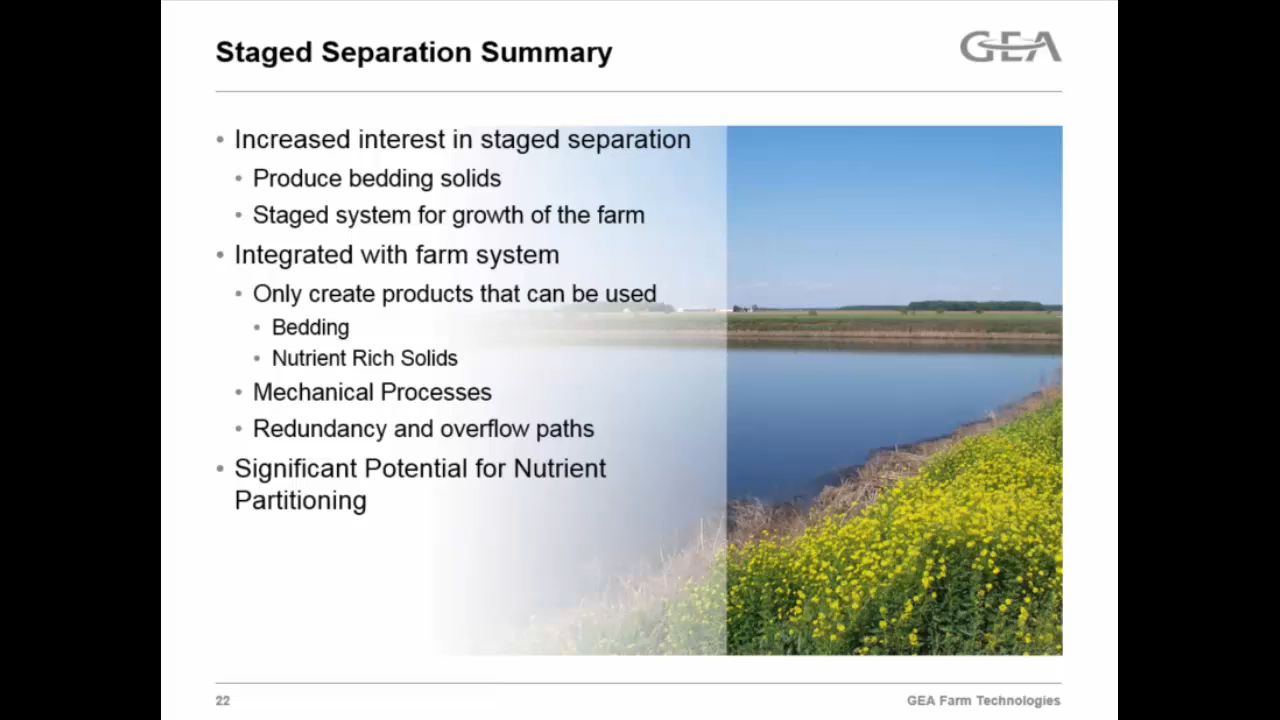 Staged Separation Summary
GEA
• Increased interest in staged separation
• Produce bedding solids
• Staged system for growth of the farm
• Integrated with farm system
• Only create products that can be used
• Bedding
• Nutrient Rich Solids
• Mechanical Processes
• Redundancy and overflow paths
• Significant Potential for Nutrient
Partitioning
22
GEA Farm Technologies